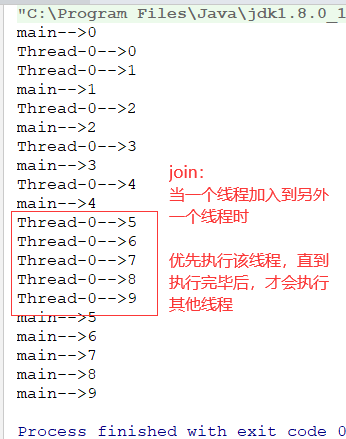 "C:\Program Files\Java\jdk1.8.0_1
main-->0
Thread-0-->0
Thread-0-->1
main-->1
Thread-0-->2
main-->2
Thread-0-->3
main-->3
Thread-0-->4
main-->4
Thread-0-->5
Thread-0-->6
Thread-0-->7
Thread-0-->8
Thread-0-->9
main-->5
main-->6
main-->7
main-->8
main-->9
Process finished with exit code 0
join：
当一个线程加入到另外
一个线程时
优先执行该线程，直到
执行完毕后，才会执行
其他线程